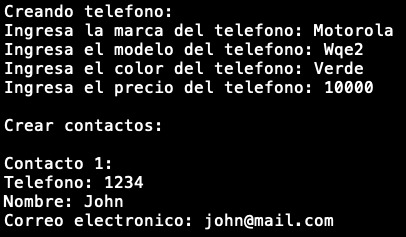 Creando telefono:
Ingresa la marca del telefono: Motorola
Ingresa el modelo del telefono: Wqe2
Ingresa el color del telefono: Verde
Ingresa el precio del telefono: 10000
Crear contactos:
Contacto 1:
Telefono: 1234
Nombre: John
Correo electronico: john@mail.com